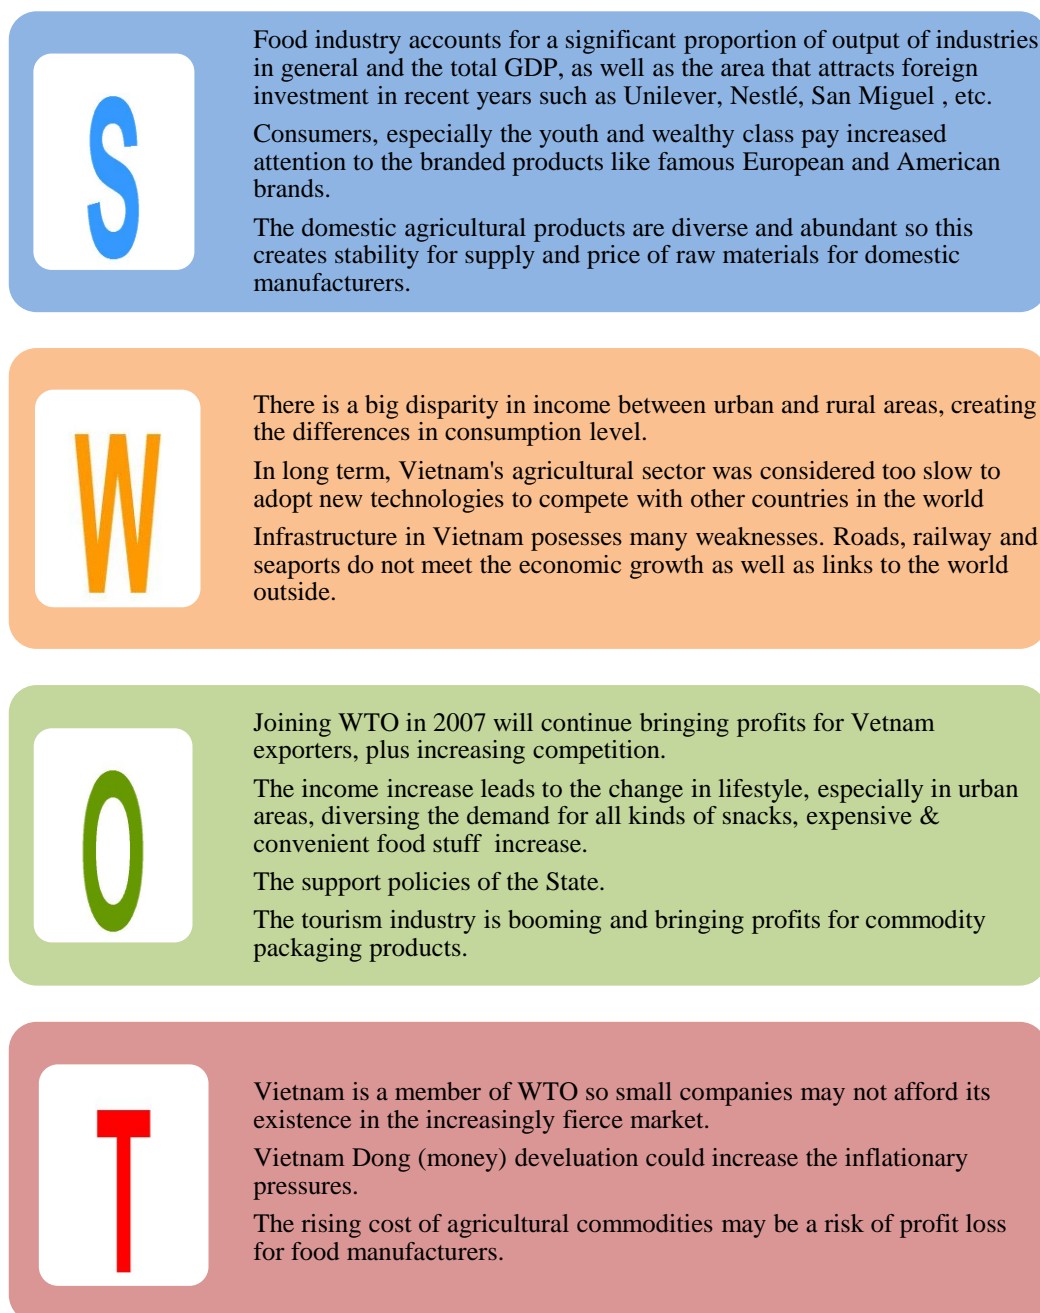 S
Food industry accounts for a significant proportion of output of industries
in general and the total GDP, as well as the area that attracts foreign
investment in recent years such as Unilever, Nestlé, San Miguel , etc.
Consumers, especially the youth and wealthy class pay increased
attention to the branded products like famous European and American
brands.
The domestic agricultural products are diverse and abundant so this
creates stability for supply and price of raw materials for domestic
manufacturers.
W
There is a big disparity in income between urban and rural areas, creating
the differences in consumption level.
In long term, Vietnam's agricultural sector was considered too slow to
adopt new technologies to compete with other countries in the world
Infrastructure in Vietnam posesses many weaknesses. Roads, railway and
seaports do not meet the economic growth as well as links to the world
outside.
O
Joining WTO in 2007 will continue bringing profits for Vetnam
exporters, plus increasing competition.
The income increase leads to the change in lifestyle, especially in urban
areas, diversing the demand for all kinds of snacks, expensive &
convenient food stuff  increase.
The support policies of the State.
The tourism industry is booming and bringing profits for commodity
packaging products.
T
Vietnam is a member of WTO so small companies may not afford its
existence in the increasingly fierce market.
Vietnam Dong (money) develuation could increase the inflationary
pressures.
The rising cost of agricultural commodities may be a risk of profit loss
for food manufacturers.